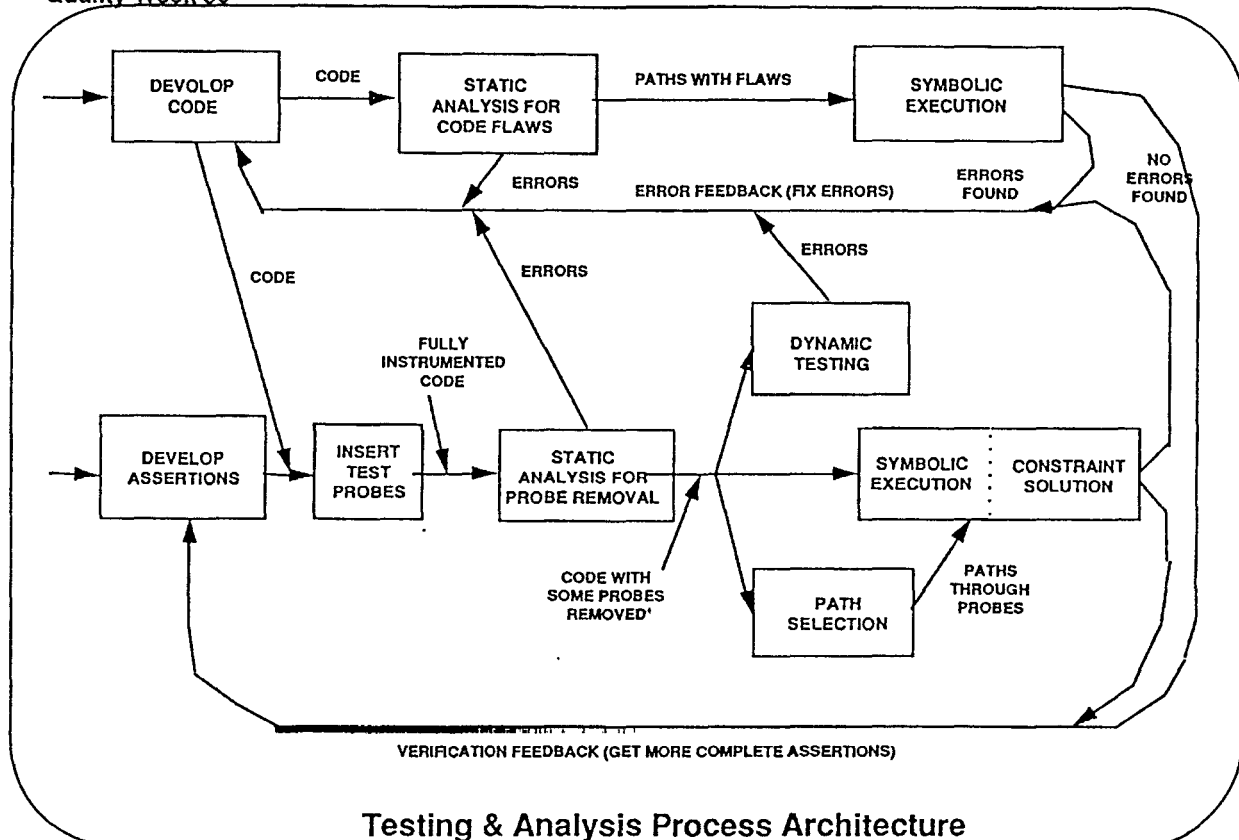 DEVOLOP
CODE
CODE
STATIC
ANALYSIS FOR
CODE FLAWS
PATHS WITH FLAWS
SYMBOLIC
EXECUTION
ERRORS
ERROR FEEDBACK (FIX ERRORS)
ERRORS
FOUND
NO
ERRORS
FOUND
CODE
ERRORS
ERRORS
DYNAMIC
TESTING
FULLY
INSTRUMENTED
CODE
DEVELOP
ASSERTIONS
INSERT
TEST
PROBES
STATIC
ANALYSIS FOR
PROBE REMOVAL
SYMBOLIC
EXECUTION
CONSTRAINT
SOLUTION
CODE WITH
SOME PROBES
REMOVED
PATH
SELECTION
PATHS
THROUGH
PROBES
VERIFICATION FEEDBACK (GET MORE COMPLETE ASSERTIONS)
Testing & Analysis Process Architecture